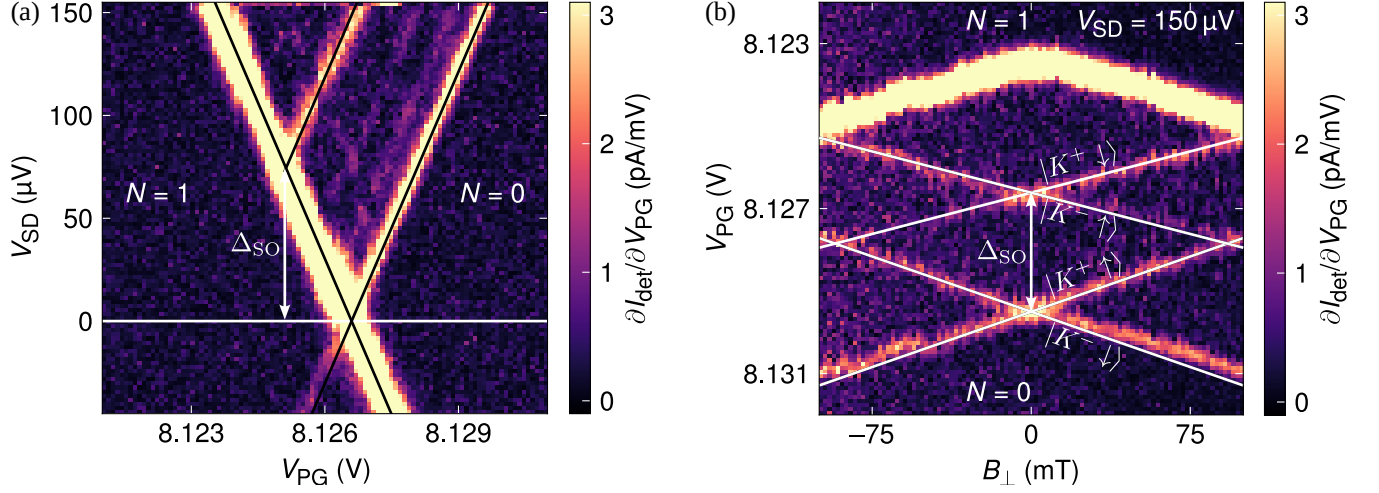 (a)
150
100
50
0
V_SD (µV)
N = 1
N = 0
Δ_SO
8.123
8.126
8.129
V_PG (V)
3
2
1
0
∂I_det/∂V_PG (pA/mV)
(b)
N = 1
V_SD = 150 µV
8.123
8.127
8.131
V_PG (V)
|K⁺ ↓⟩
|K⁻ ↑⟩
Δ_SO
|K⁺ ↑⟩
|K⁻ ↓⟩
N = 0
−75
0
75
B_⊥ (mT)
3
2
1
0
∂I_det/∂V_PG (pA/mV)